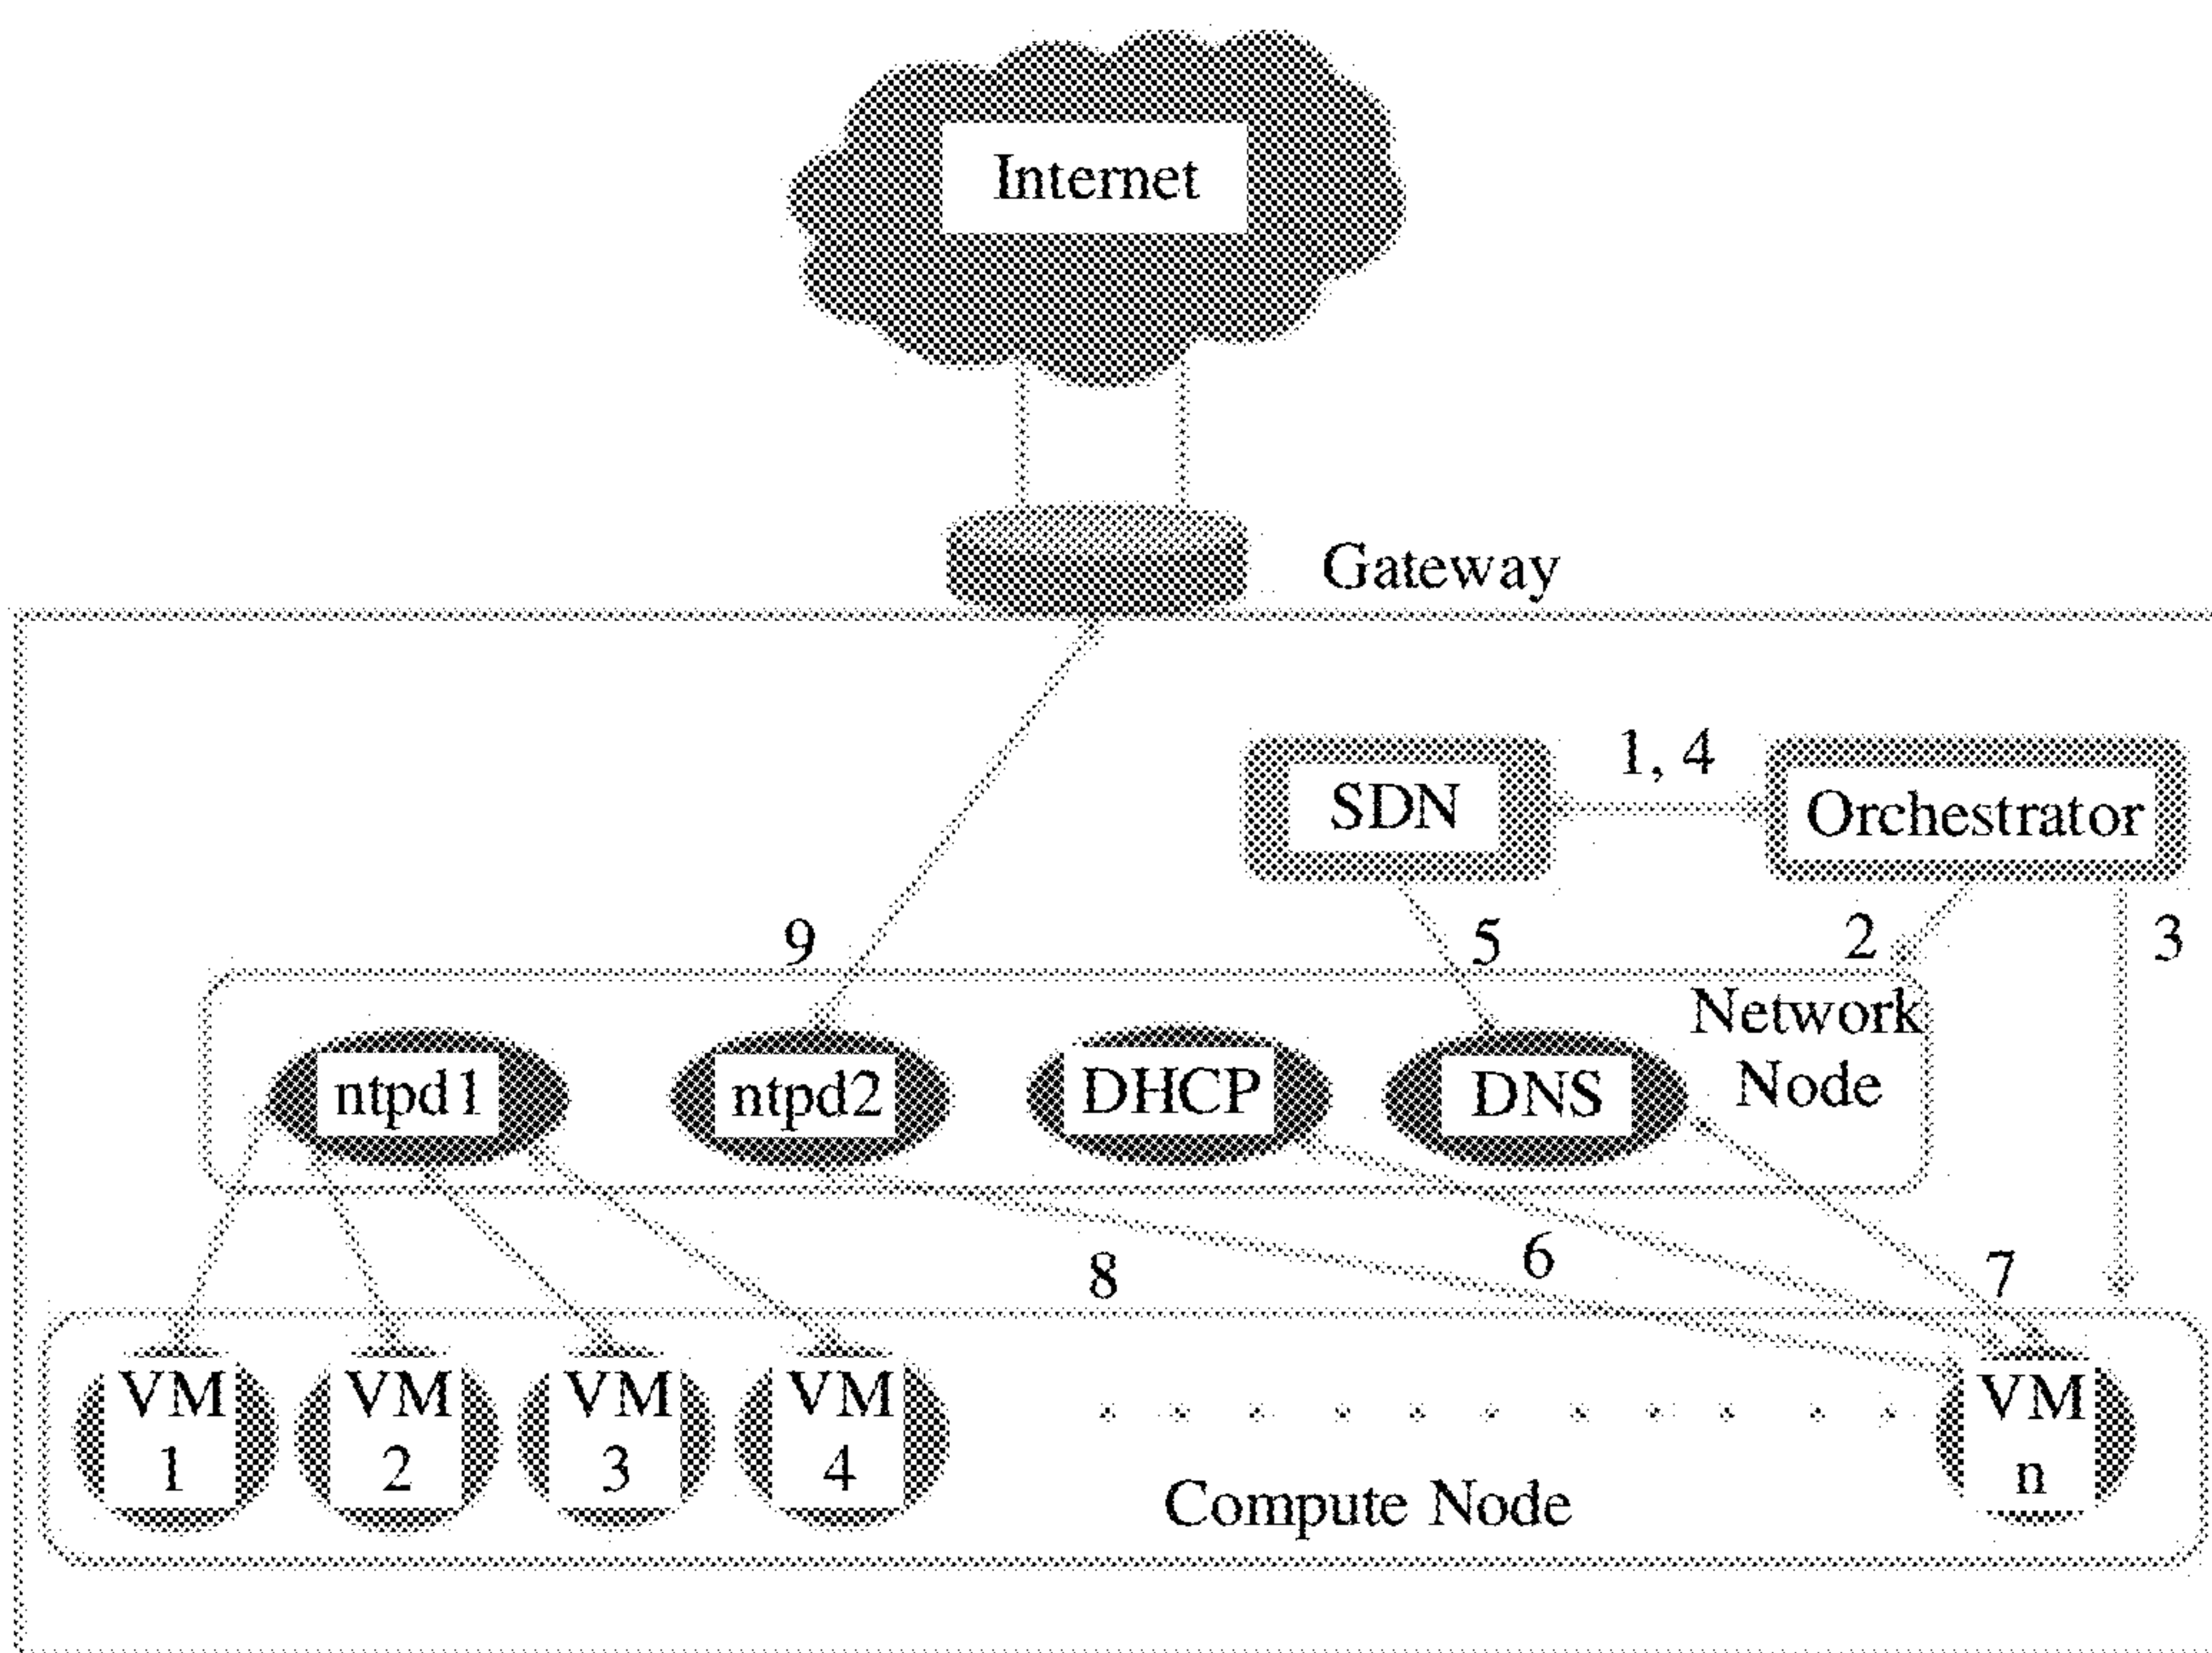 Internet
Gateway
SDN
1, 4
Orchestrator
9
5
2
3
ntpd1
ntpd2
DHCP
DNS
Network
Node
8
6
7
VM
1
VM
2
VM
3
VM
4
VM
n
Compute Node